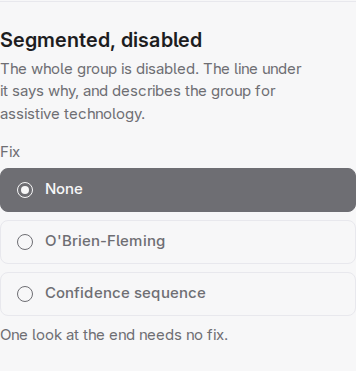 Segmented, disabled
The whole group is disabled. The line under
it says why, and describes the group for
assistive technology.
Fix
None
O'Brien-Fleming
Confidence sequence
One look at the end needs no fix.